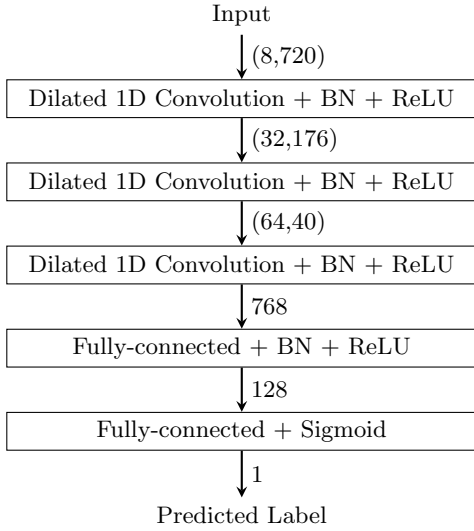 Input
(8,720)
Dilated 1D Convolution + BN + ReLU
(32,176)
Dilated 1D Convolution + BN + ReLU
(64,40)
Dilated 1D Convolution + BN + ReLU
768
Fully-connected + BN + ReLU
128
Fully-connected + Sigmoid
1
Predicted Label